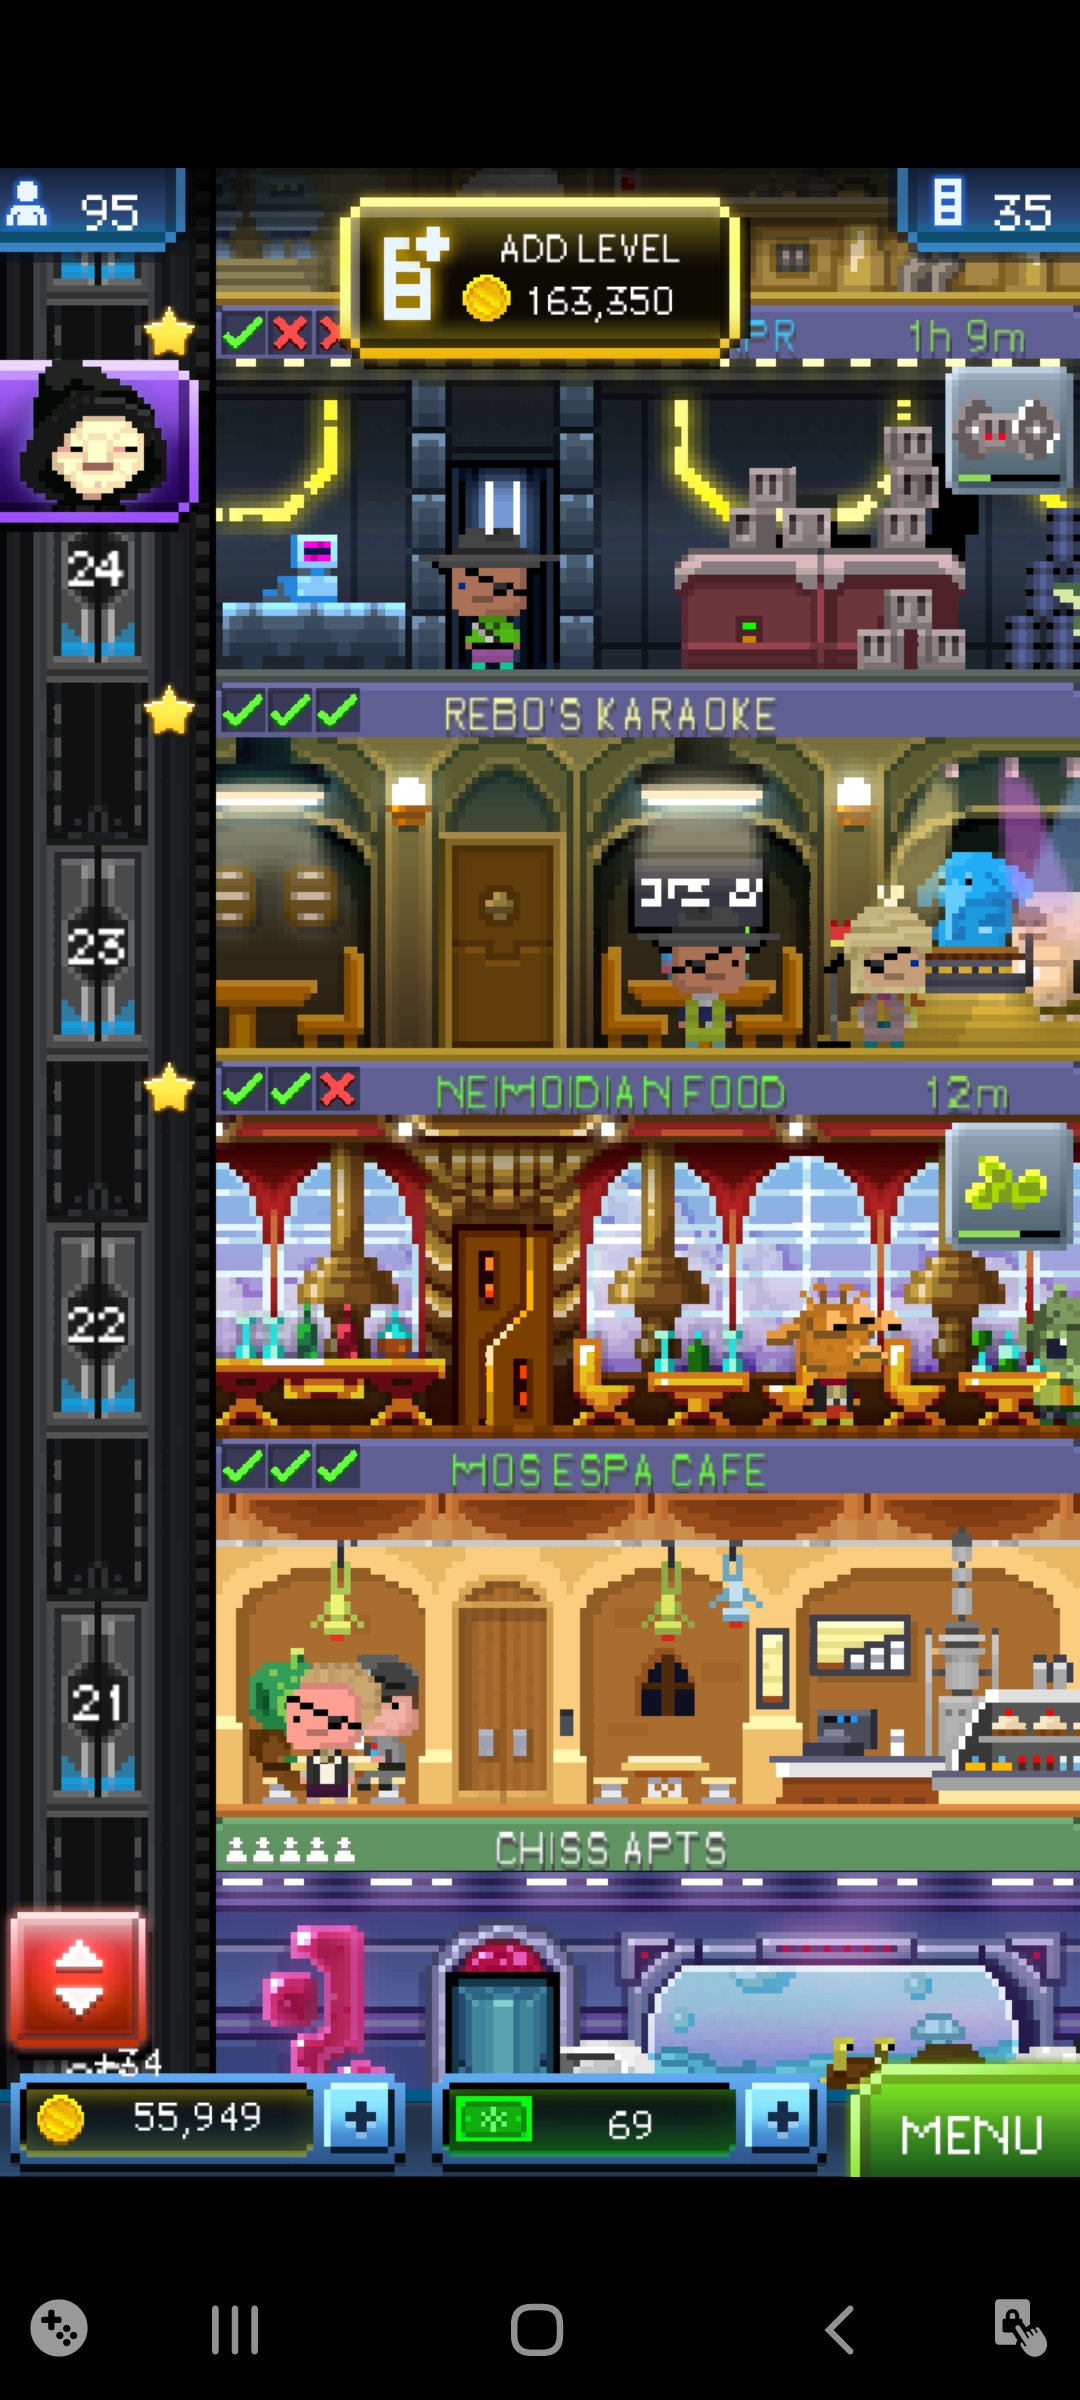 95
ADD LEVEL
163,350
35
PR
1h 9m
24
REBO'S KARAOKE
23
NEIMOIDIAN FOOD
12m
22
MOS ESPA CAFE
21
CHISS APTS
+34
55,949
69
MENU